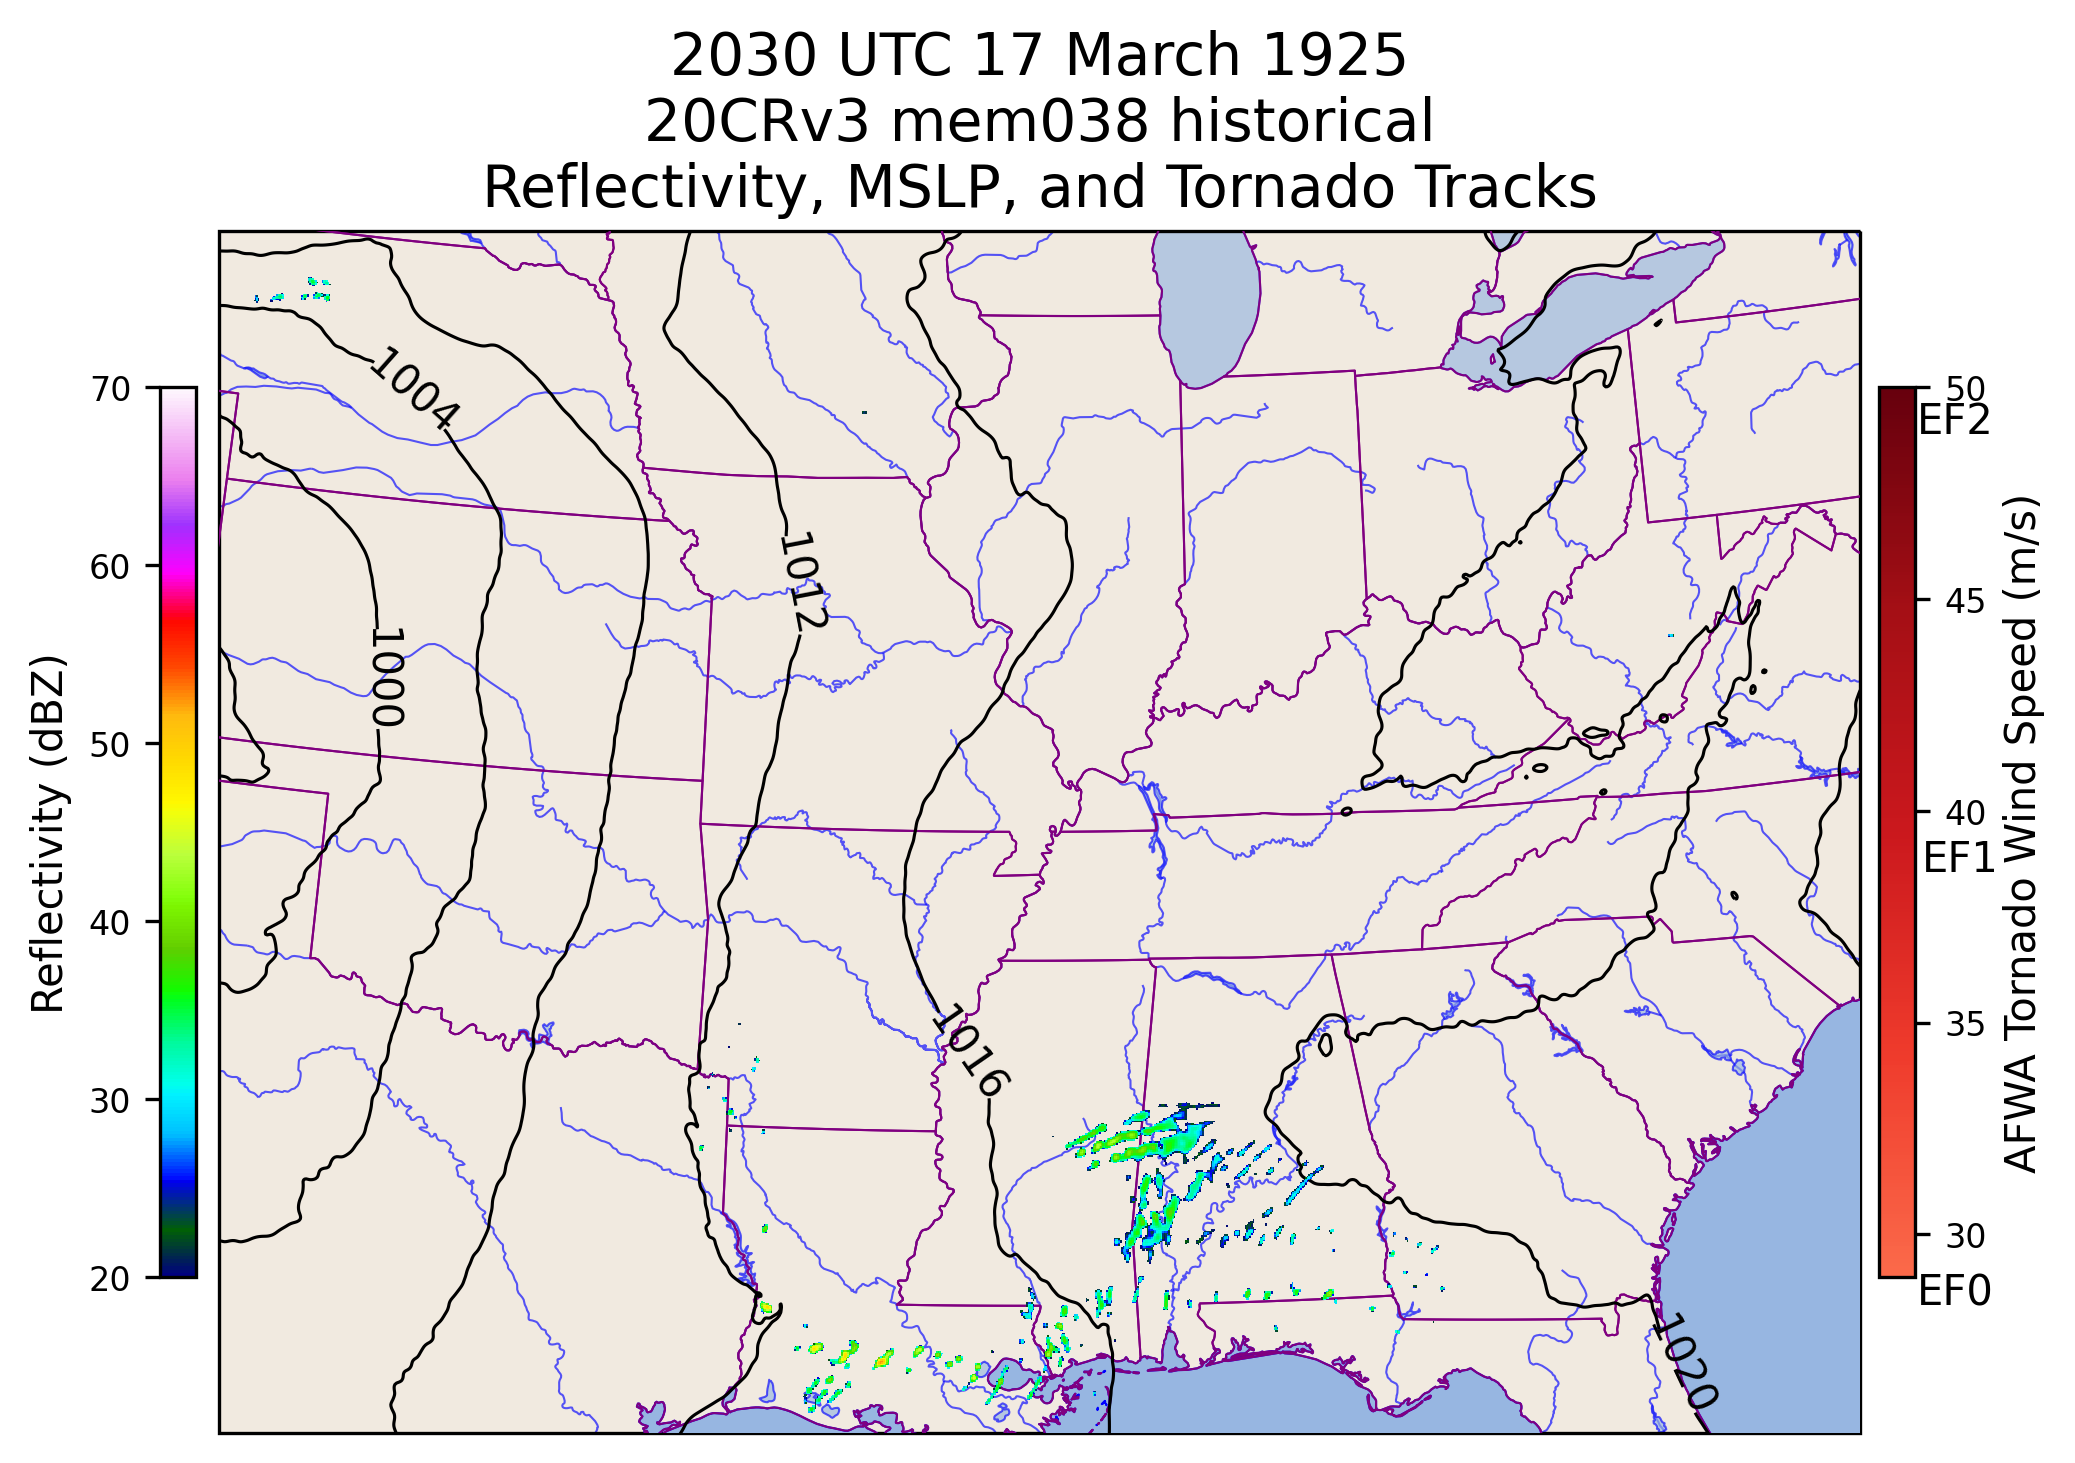 2030 UTC 17 March 1925
20CRv3 mem038 historical
Reflectivity, MSLP, and Tornado Tracks
70
60
50
40
30
20
Reflectivity (dBZ)
1004
1012
1000
1016
1020
50
EF2
45
40
EF1
35
30
EF0
AFWA Tornado Wind Speed (m/s)